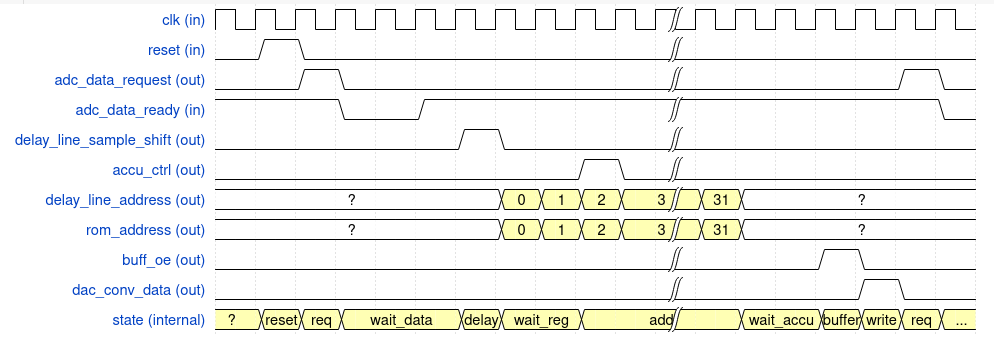 clk (in)
reset (in)
adc_data_request (out)
adc_data_ready (in)
delay_line_sample_shift (out)
accu_ctrl (out)
delay_line_address (out) ? 0 1 2 3 31 ?
rom_address (out) ? 0 1 2 3 31 ?
buff_oe (out)
dac_conv_data (out)
state (internal) ? reset req wait_data delay wait_reg add wait_accu buffer write req ...